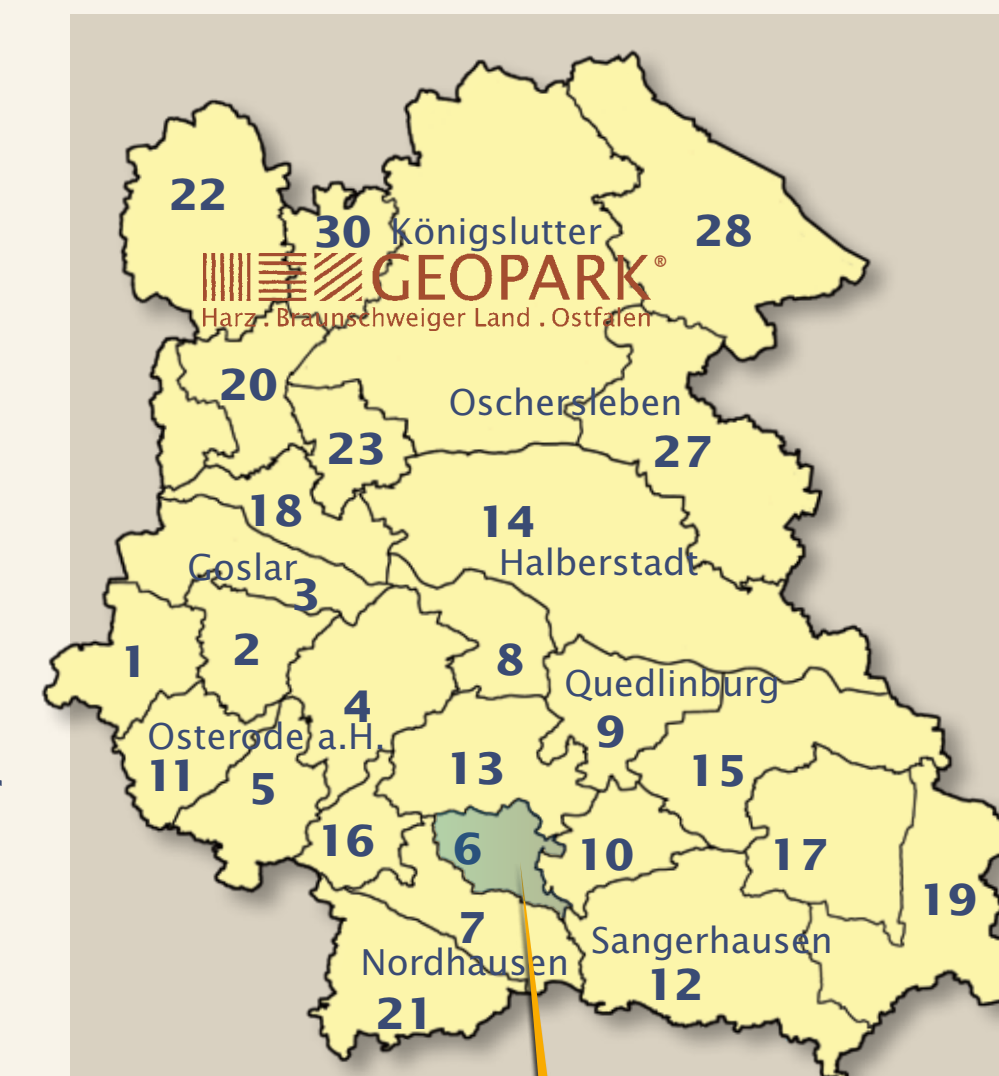 22
30 Königslutter
28
GEOPARK®
Harz . Braunschweiger Land . Ostfalen
20
Oschersleben
23
27
18
14
Halberstadt
Goslar
3
1
2
8
Quedlinburg
4
9
Osterode a.H.
11
5
13
15
16
6
10
17
19
7
Sangerhausen
Nordhausen
12
21